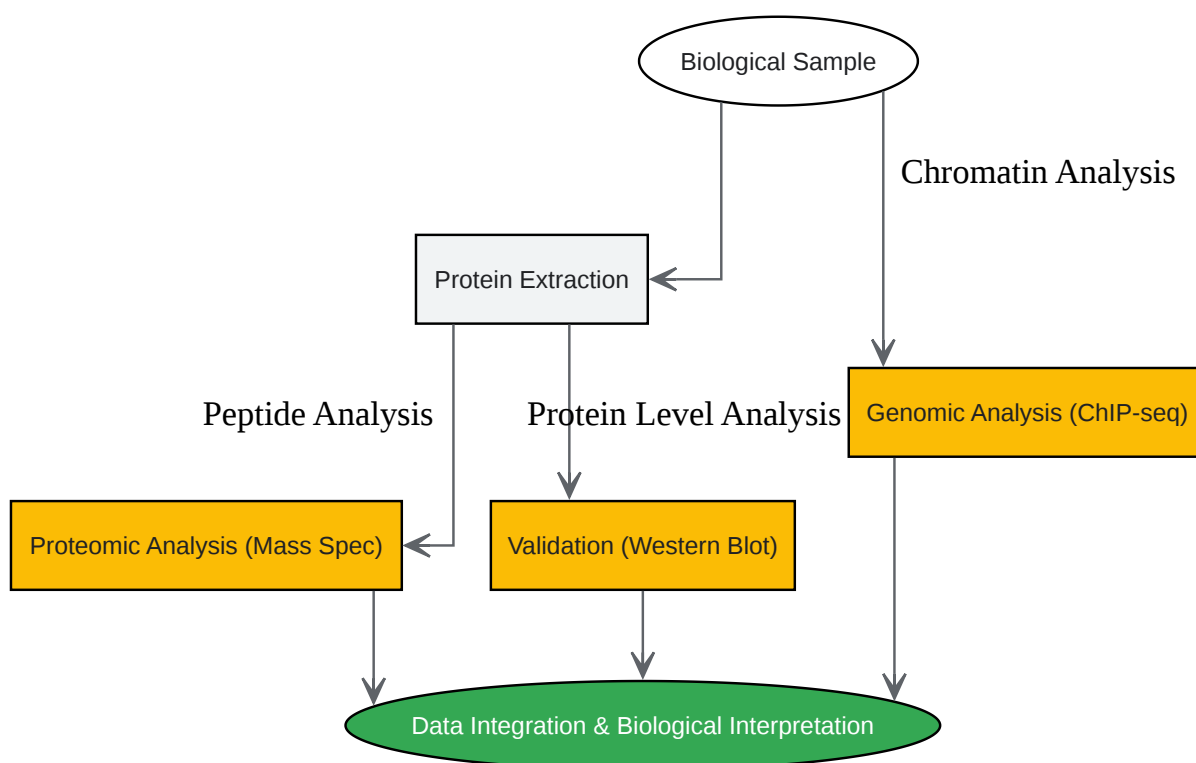 Biological Sample
Chromatin Analysis
Protein Extraction
Peptide Analysis
Protein Level Analysis
Genomic Analysis (ChIP-seq)
Proteomic Analysis (Mass Spec)
Validation (Western Blot)
Data Integration & Biological Interpretation